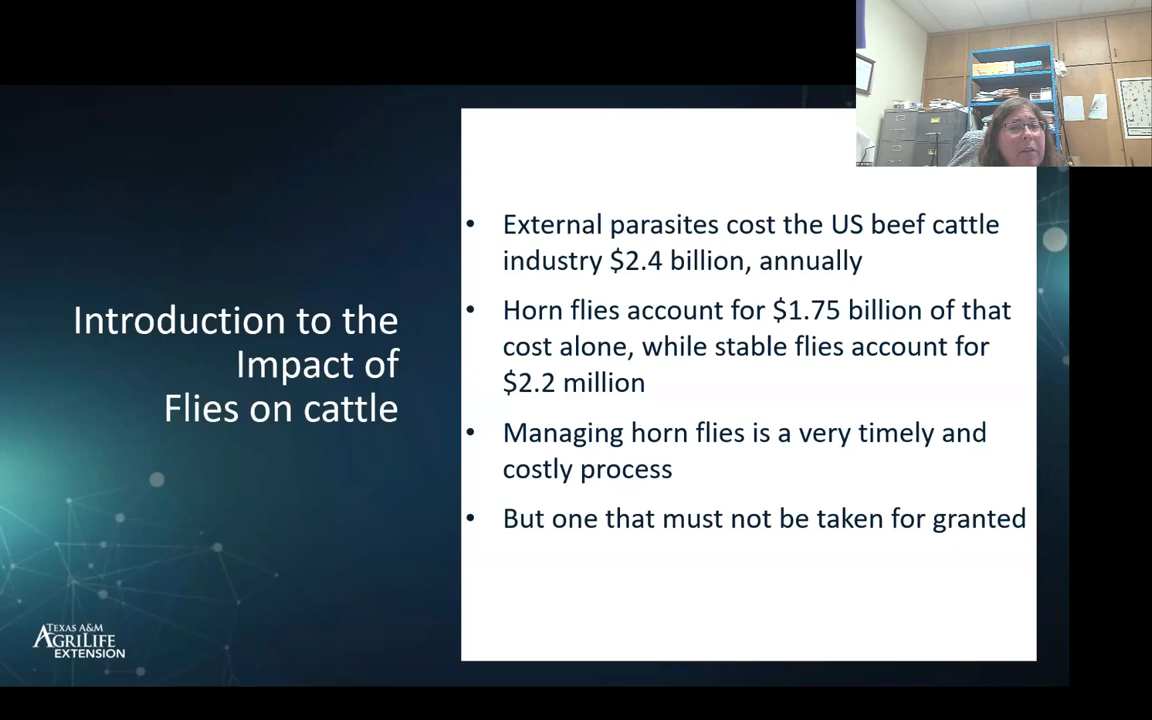 Introduction to the
Impact of
Flies on cattle
• External parasites cost the US beef cattle
industry $2.4 billion, annually
• Horn flies account for $1.75 billion of that
cost alone, while stable flies account for
$2.2 million
• Managing horn flies is a very timely and
costly process
• But one that must not be taken for granted
TEXAS A&M
AGRILIFE
EXTENSION